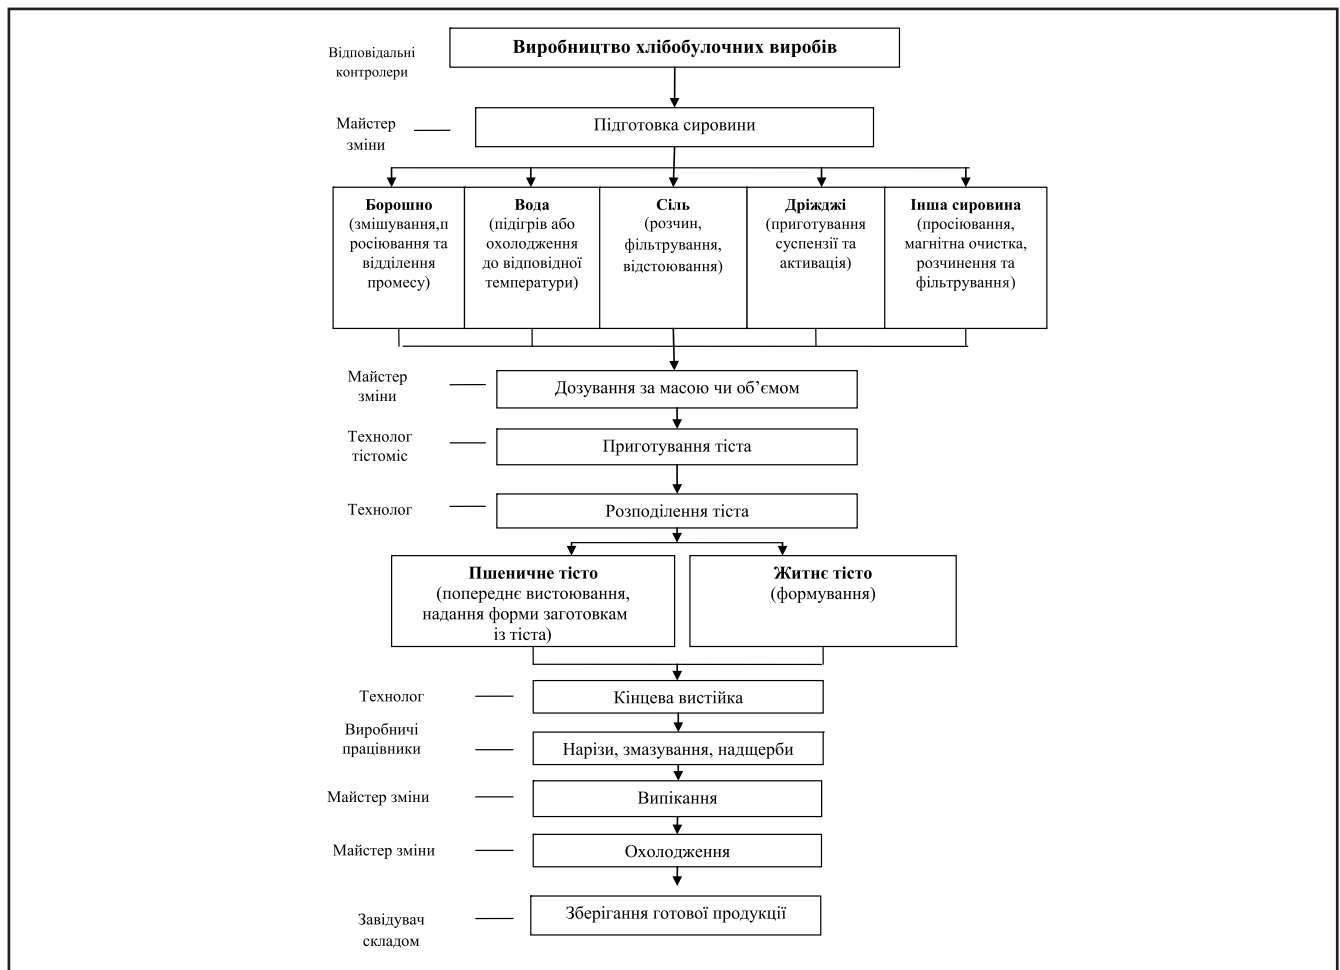 Відповідальні
контролери
Виробництво хлібобулочних виробів
Майстер
зміни
Підготовка сировини
Борошно
(змішування,п
росіювання та
відділення
промесу)
Вода
(підігрів або
охолодження
до відповідної
температури)
Сіль
(розчин,
фільтрування,
відстоювання)
Дріжджі
(приготування
суспензії та
активація)
Інша сировина
(просіювання,
магнітна очистка,
розчинення та
фільтрування)
Майстер
зміни
Дозування за масою чи об’ємом
Технолог
тістоміс
Приготування тіста
Технолог
Розподілення тіста
Пшеничне тісто
(попереднє вистоювання,
надання форми заготовкам
із тіста)
Житнє тісто
(формування)
Технолог
Кінцева вистійка
Виробничі
працівники
Нарізи, змазування, надщерби
Майстер зміни
Випікання
Майстер зміни
Охолодження
Завідувач
складом
Зберігання готової продукції